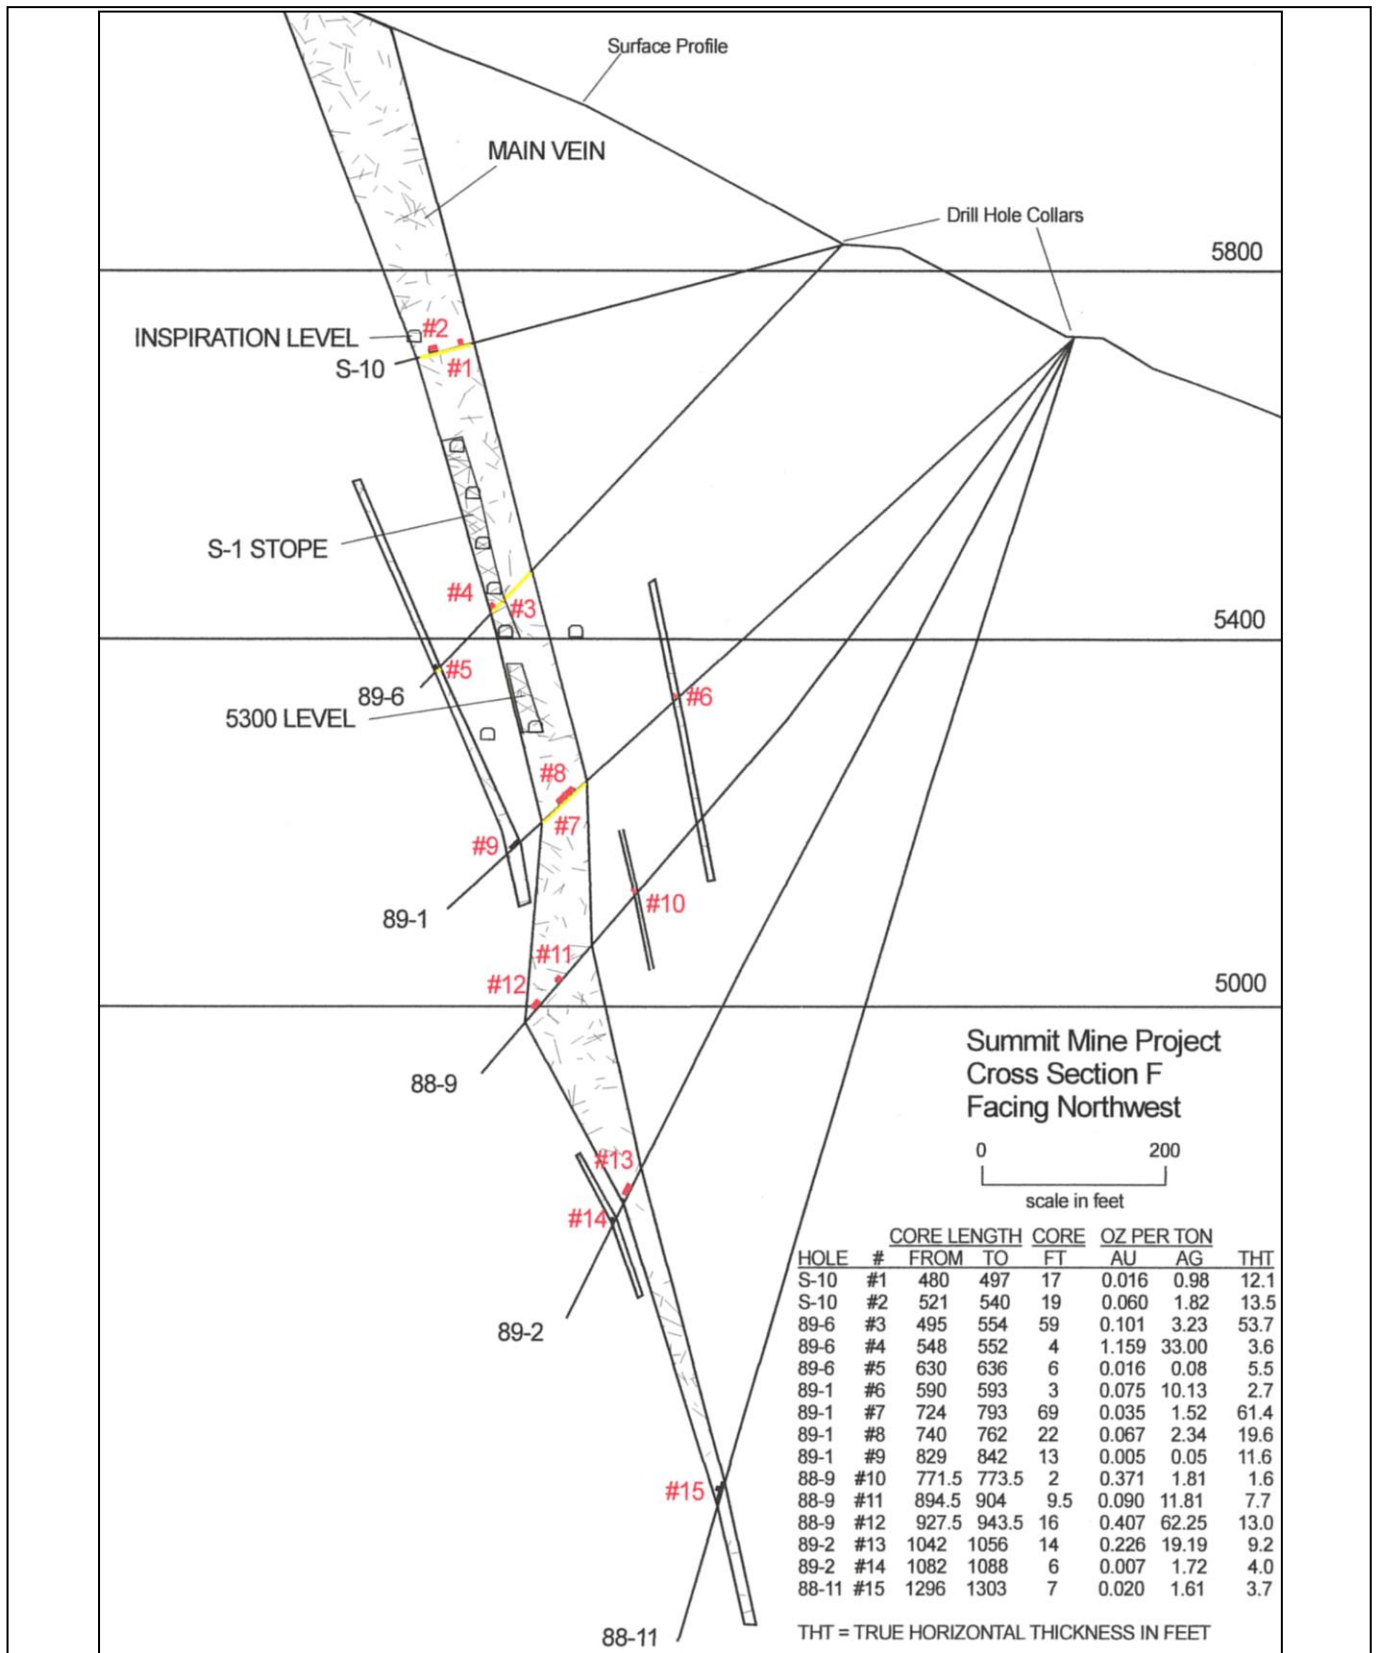 Surface Profile
MAIN VEIN
Drill Hole Collars
5800
INSPIRATION LEVEL
#2
S-10
#1
S-1 STOPE
#4
#3
5400
#5
89-6
#6
5300 LEVEL
#8
#7
#9
#10
89-1
#11
#12
5000
88-9
Summit Mine Project
Cross Section F
Facing Northwest
0 200
scale in feet
#13
#14
89-2
#15
88-11
CORE LENGTH CORE OZ PER TON
HOLE # FROM TO FT AU AG THT
S-10 #1 480 497 17 0.016 0.98 12.1
S-10 #2 521 540 19 0.060 1.82 13.5
89-6 #3 495 554 59 0.101 3.23 53.7
89-6 #4 548 552 4 1.159 33.00 3.6
89-6 #5 630 636 6 0.016 0.08 5.5
89-1 #6 590 593 3 0.075 10.13 2.7
89-1 #7 724 793 69 0.035 1.52 61.4
89-1 #8 740 762 22 0.067 2.34 19.6
89-1 #9 829 842 13 0.005 0.05 11.6
88-9 #10 771.5 773.5 2 0.371 1.81 1.6
88-9 #11 894.5 904 9.5 0.090 11.81 7.7
88-9 #12 927.5 943.5 16 0.407 62.25 13.0
89-2 #13 1042 1056 14 0.226 19.19 9.2
89-2 #14 1082 1088 6 0.007 1.72 4.0
88-11 #15 1296 1303 7 0.020 1.61 3.7
THT = TRUE HORIZONTAL THICKNESS IN FEET